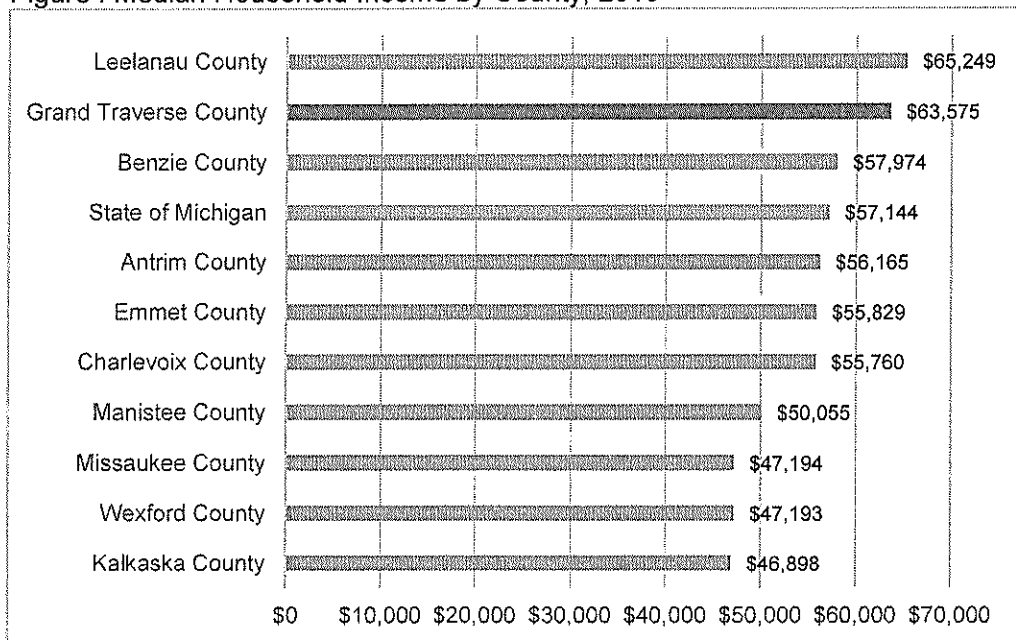 Leelanau County $65,249
Grand Traverse County $63,575
Benzie County $57,974
State of Michigan $57,144
Antrim County $56,165
Emmet County $55,829
Charlevoix County $55,760
Manistee County $50,055
Missaukee County $47,194
Wexford County $47,193
Kalkaska County $46,898
$0 $10,000 $20,000 $30,000 $40,000 $50,000 $60,000 $70,000